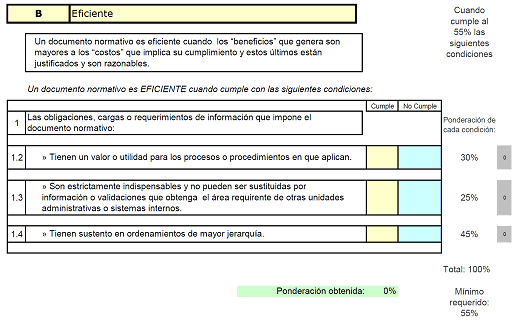 B Eficiente
Cuando
cumple al
55% las
siguientes
condiciones
Un documento normativo es eficiente cuando los "beneficios" que genera son
mayores a los "costos" que implica su cumplimiento y estos últimos están
justificados y son razonables.
Un documento normativo es EFICIENTE cuando cumple con las siguientes condiciones:
Cumple No Cumple
1 Las obligaciones, cargas o requerimientos de información que impone el
documento normativo:
Ponderación de
cada condición:
1.2 » Tienen un valor o utilidad para los procesos o procedimientos en que aplican. 30% 0
1.3 » Son estrictamente indispensables y no pueden ser sustituidas por
información o validaciones que obtenga el área requirente de otras unidades
administrativas o sistemas internos.
25% 0
1.4 » Tienen sustento en ordenamientos de mayor jerarquía. 45% 0
Total: 100%
Ponderación obtenida: 0%
Mínimo
requerido:
55%